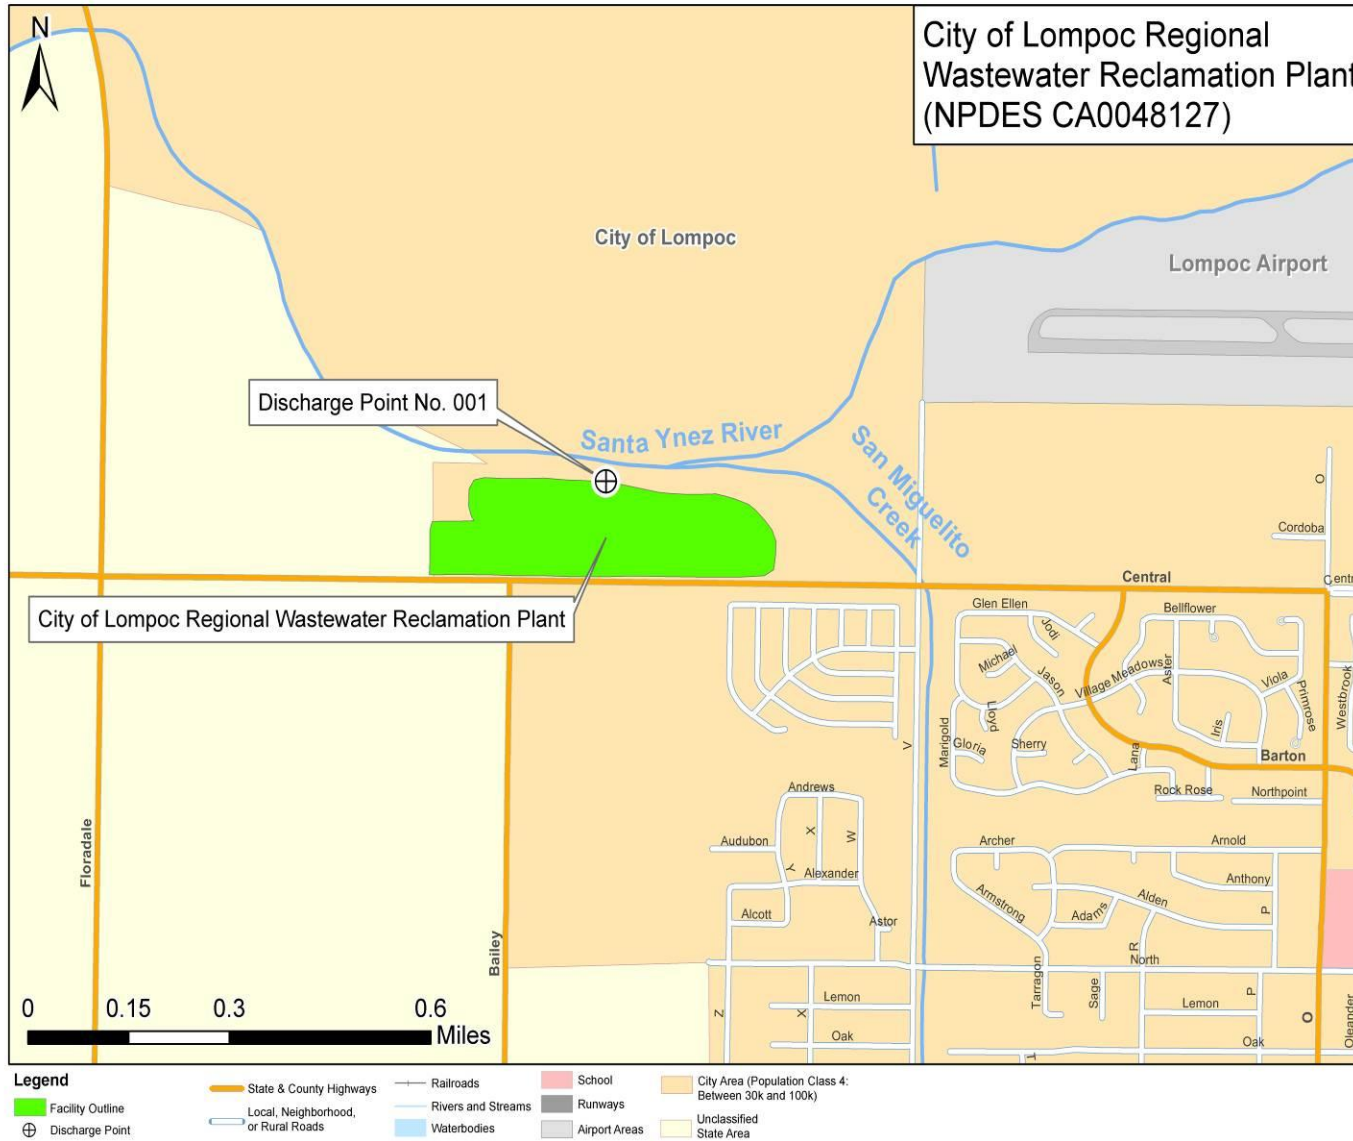 N
City of Lompoc Regional
Wastewater Reclamation Plant
(NPDES CA0048127)
City of Lompoc
Lompoc Airport
Discharge Point No. 001
Santa Ynez River
San Miguelito
Creek
O
Cordoba
Central
Centr
City of Lompoc Regional Wastewater Reclamation Plant
Glen Ellen
Bellflower
Jodi
Michael
Jason
Village Meadows
Aster
Viola
Primrose
Westbrook
Marigold
Lloyd
Iris
Gloria
Sherry
V
Lana
Barton
Rock Rose
Northpoint
Andrews
X
W
Audubon
Archer
Arnold
Floradale
Y
Alexander
Anthony
Armstrong
Alden
Alcott
Astor
Adams
P
Bailey
R
North
Tarragon
Sage
P
Z
X
Lemon
Lemon
O
Oleander
Oak
Oak
T
0 0.15 0.3 0.6
Miles
Legend
Facility Outline
Discharge Point
State & County Highways
Local, Neighborhood,
or Rural Roads
Railroads
Rivers and Streams
Waterbodies
School
Runways
Airport Areas
City Area (Population Class 4:
Between 30k and 100k)
Unclassified
State Area